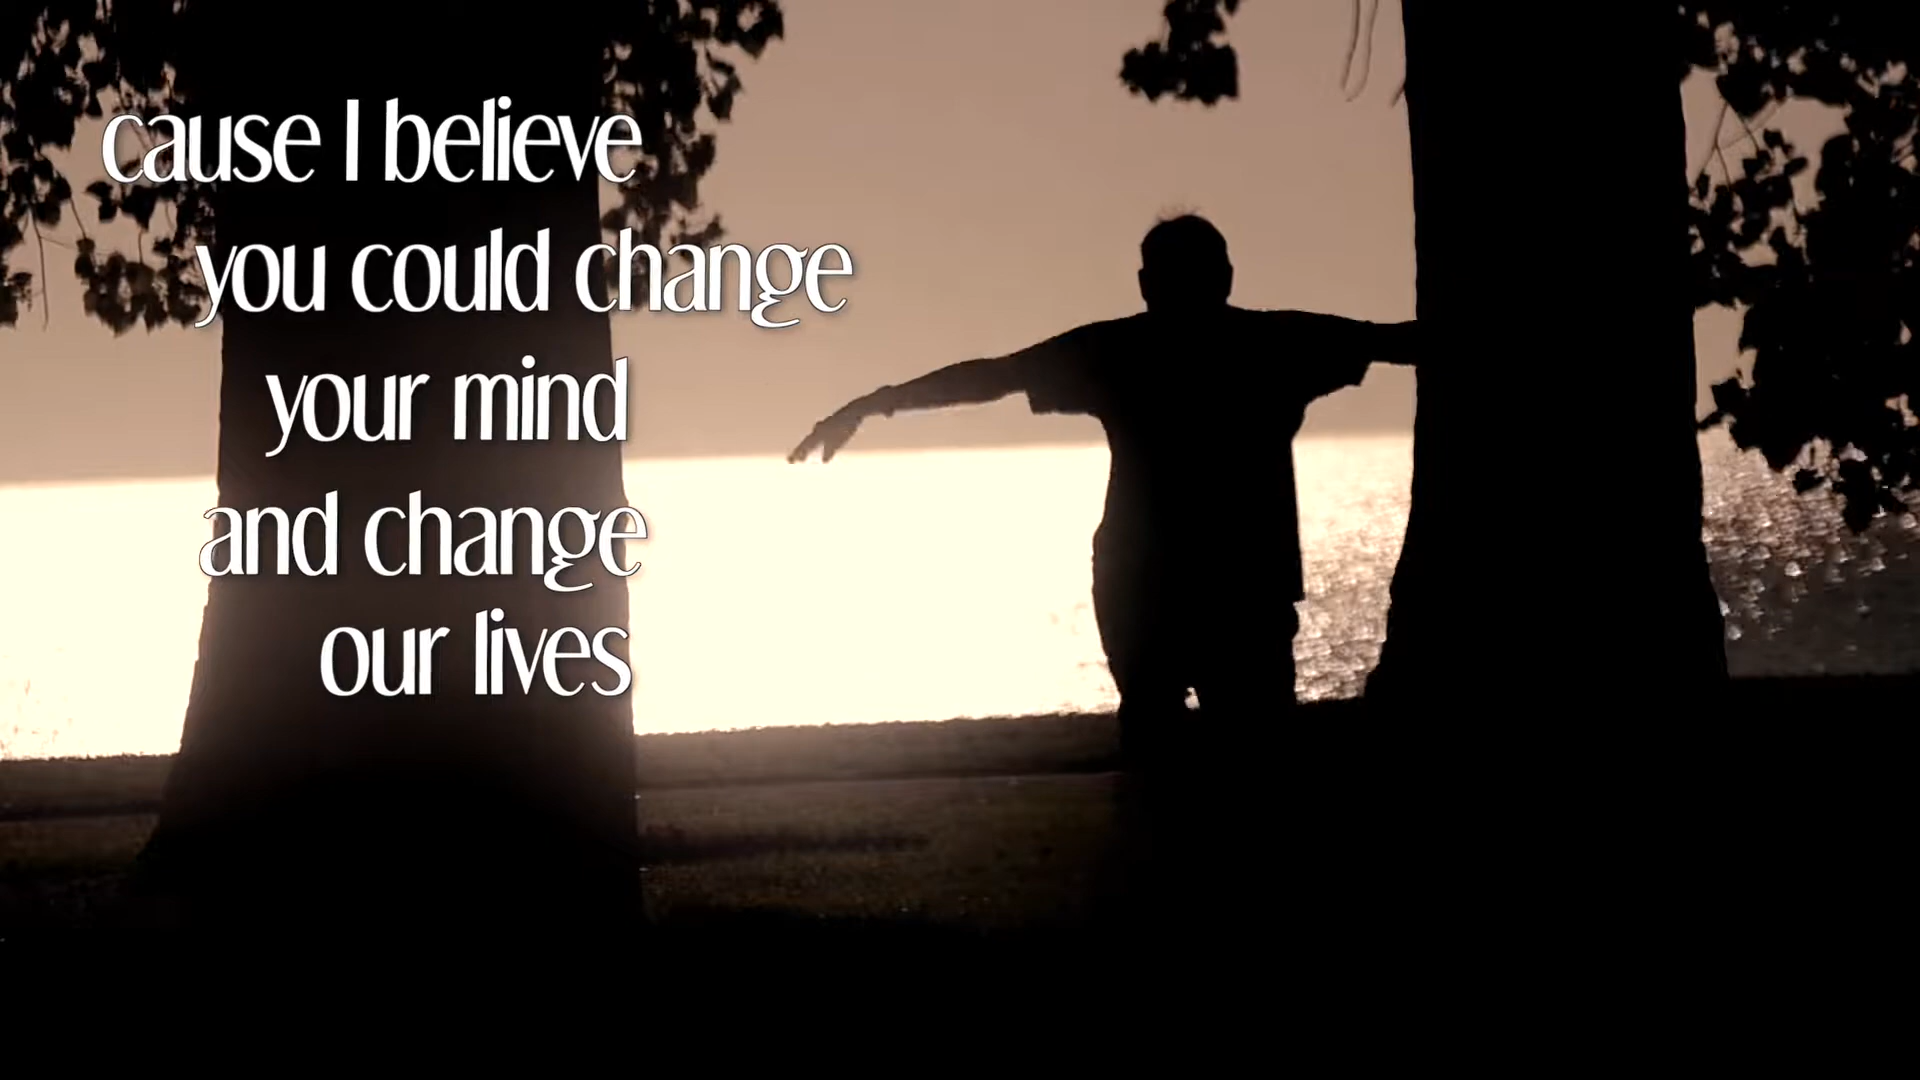 cause I believe
you could change
your mind
and change
our lives